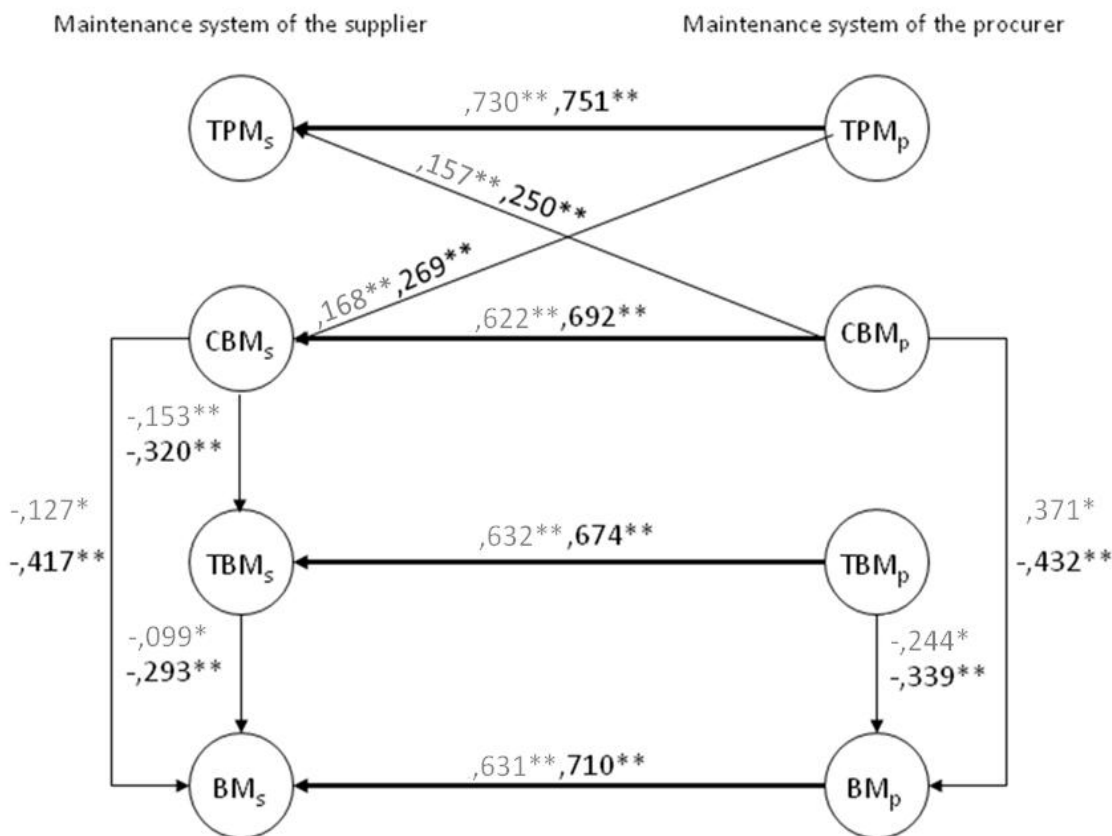 Maintenance system of the supplier
Maintenance system of the procurer
TPMs
,730** ,751**
TPMp
,157** ,250**
,168** ,269**
CBMs
,622** ,692**
CBMp
-,153**
-,320**
-,127*
-,417**
,371*
-,432**
TBMs
,632** ,674**
TBMp
-,099*
-,293**
-,244*
-,339**
BMs
,631** ,710**
BMp